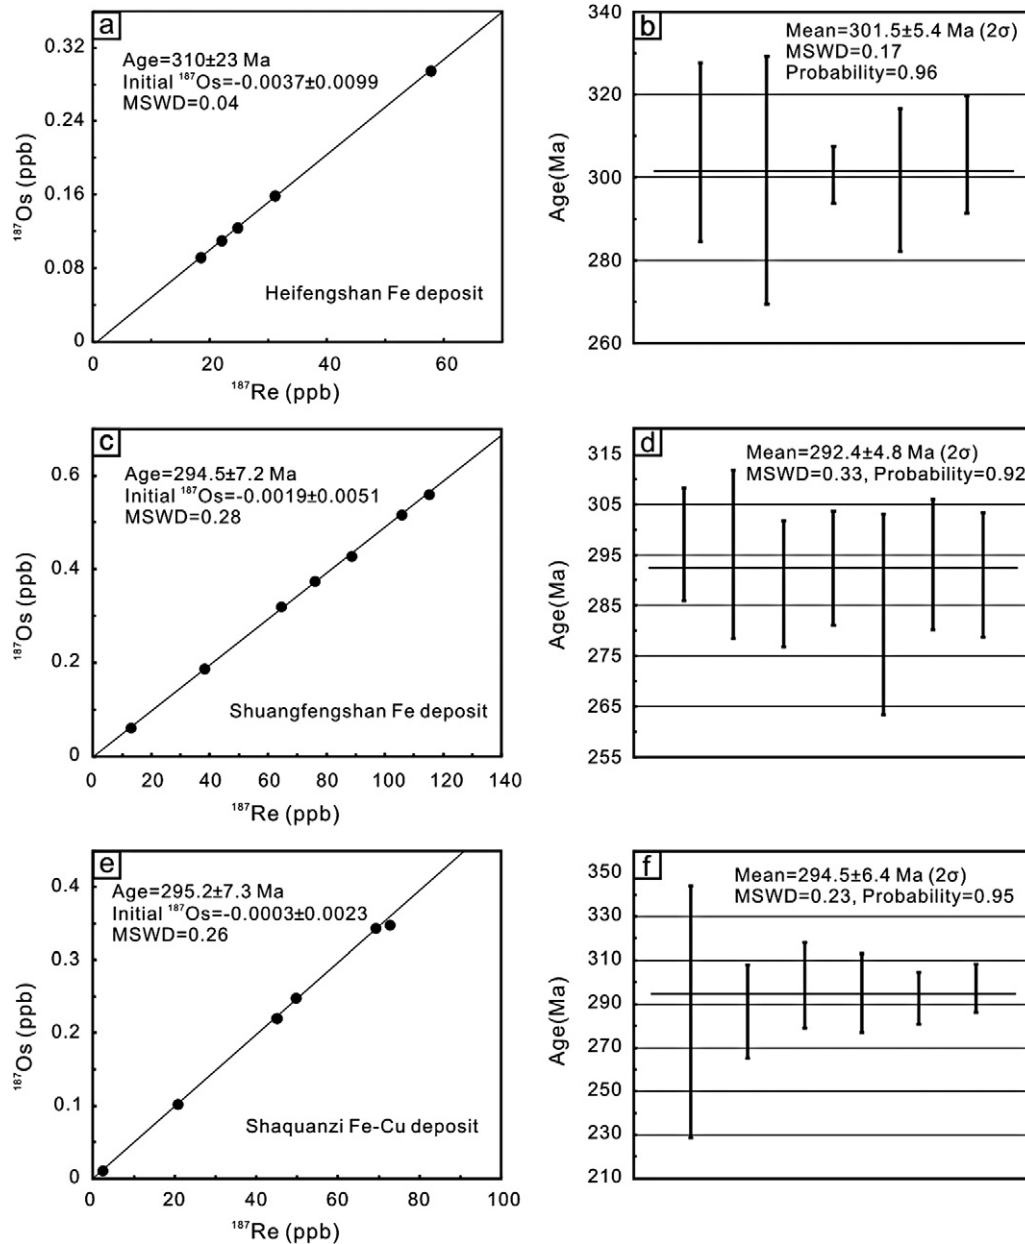 a
Age=310±23 Ma
Initial ¹⁸⁷Os=-0.0037±0.0099
MSWD=0.04
0.32
0.24
0.16
0.08
0
¹⁸⁷Os (ppb)
Heifengshan Fe deposit
0 20 40 60
¹⁸⁷Re (ppb)
b
Mean=301.5±5.4 Ma (2σ)
MSWD=0.17
Probability=0.96
340
320
300
280
260
Age(Ma)
c
Age=294.5±7.2 Ma
Initial ¹⁸⁷Os=-0.0019±0.0051
MSWD=0.28
0.6
0.4
0.2
0
¹⁸⁷Os (ppb)
Shuangfengshan Fe deposit
0 20 40 60 80 100 120 140
¹⁸⁷Re (ppb)
d
Mean=292.4±4.8 Ma (2σ)
MSWD=0.33, Probability=0.92
315
305
295
285
275
265
255
Age(Ma)
e
Age=295.2±7.3 Ma
Initial ¹⁸⁷Os=-0.0003±0.0023
MSWD=0.26
0.4
0.3
0.2
0.1
0
¹⁸⁷Os (ppb)
Shaquanzi Fe-Cu deposit
0 20 40 60 80 100
¹⁸⁷Re (ppb)
f
Mean=294.5±6.4 Ma (2σ)
MSWD=0.23, Probability=0.95
350
330
310
290
270
250
230
210
Age(Ma)